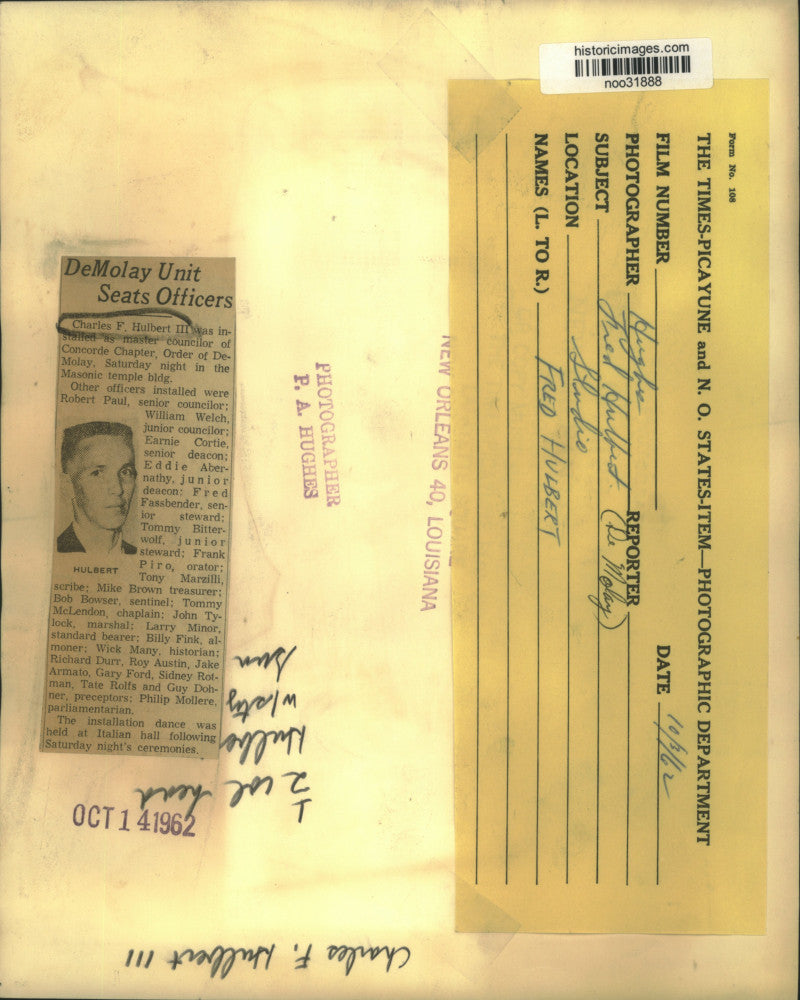 historicimages.com
noo31888
Form No. 108
THE TIMES-PICAYUNE and N. O. STATES-ITEM—PHOTOGRAPHIC DEPARTMENT
FILM NUMBER
DATE 10/3/62
PHOTOGRAPHER Hughes
REPORTER
SUBJECT Fred Hulbert (De Molay)
LOCATION Studio
NAMES (L. TO R.) FRED HULBERT
NEW ORLEANS 40, LOUISIANA
PHOTOGRAPHER
P. A. HUGHES
DeMolay Unit
Seats Officers
Charles F. Hulbert III was in-
stalled as master councilor of
Concorde Chapter, Order of De-
Molay, Saturday night in the
Masonic temple bldg.
Other officers installed were
Robert Paul, senior councilor;
William Welch,
junior councilor;
Earnie Cortie,
senior deacon;
Eddie Aber-
nathy, junior
deacon; Fred
Fassbender, sen-
ior steward;
Tommy Bitter-
wolf, junior
steward; Frank
Piro, orator;
Tony Marzilli,
HULBERT
scribe; Mike Brown treasurer;
Bob Bowser, sentinel; Tommy
McLendon, chaplain; John Ty-
lock, marshal; Larry Minor,
standard bearer; Billy Fink, al-
moner; Wick Many, historian;
Richard Durr, Roy Austin, Jake
Armato, Gary Ford, Sidney Rot-
man, Tate Rolfs and Guy Doh-
ner, preceptors; Philip Mollere,
parliamentarian.
The installation dance was
held at Italian hall following
Saturday night's ceremonies.
1/2 col head
w/stry
sun
OCT 14 1962
Charles F. Hulbert III